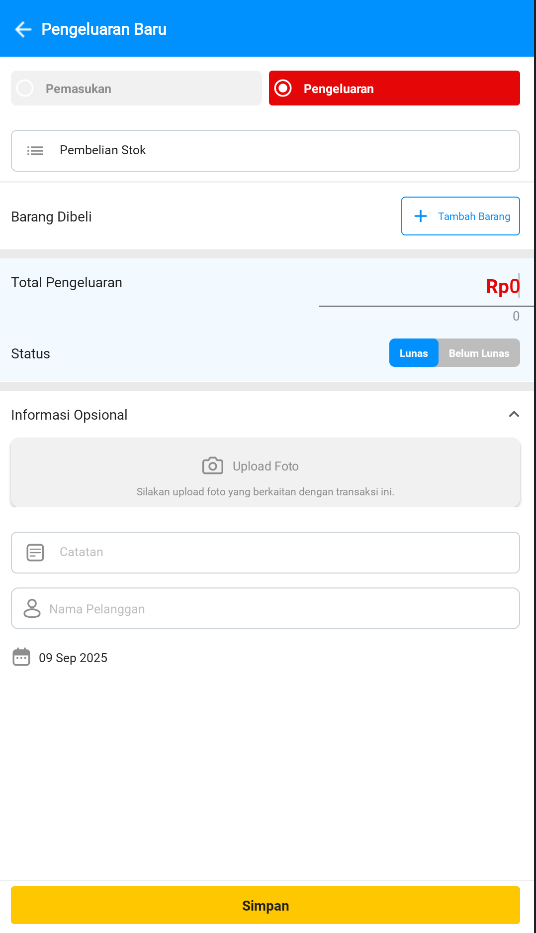 Pengeluaran Baru
Pemasukan
Pengeluaran
Pembelian Stok
Barang Dibeli
Tambah Barang
Total Pengeluaran
Rp0
0
Status
Lunas
Belum Lunas
Informasi Opsional
Upload Foto
Silakan upload foto yang berkaitan dengan transaksi ini.
Catatan
Nama Pelanggan
09 Sep 2025
Simpan